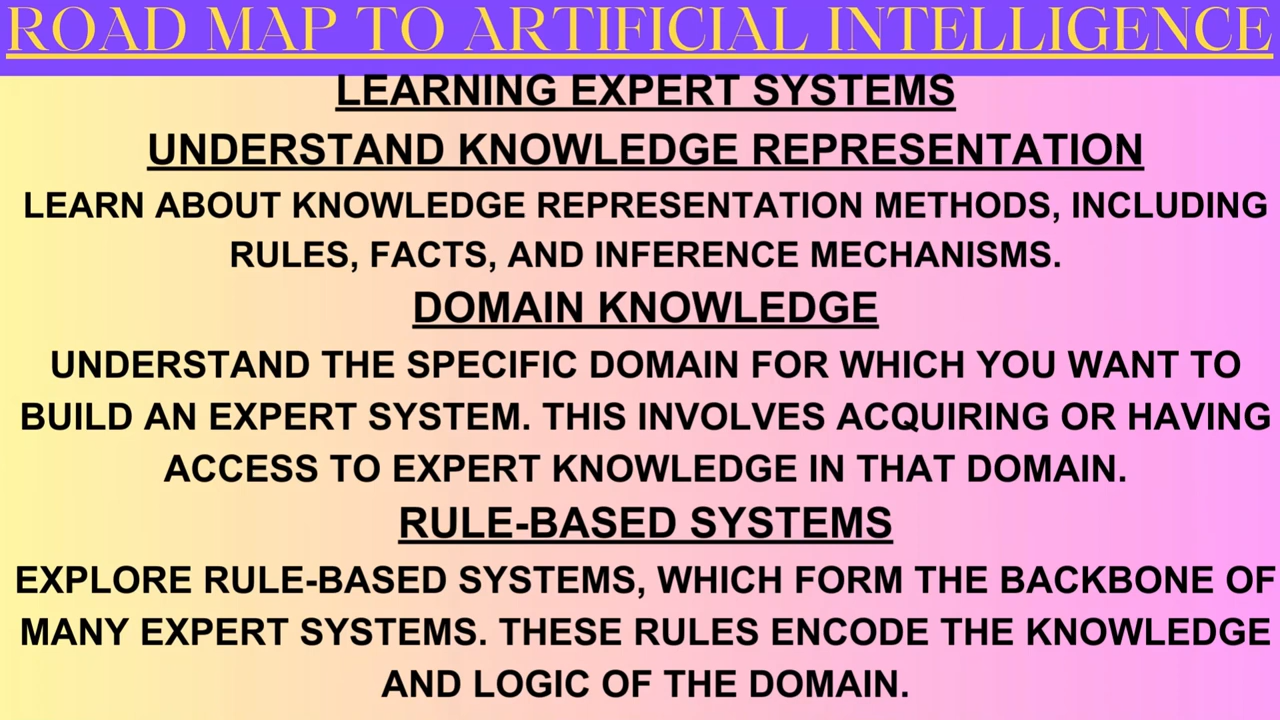 ROAD MAP TO ARTIFICIAL INTELLIGENCE
LEARNING EXPERT SYSTEMS
UNDERSTAND KNOWLEDGE REPRESENTATION
LEARN ABOUT KNOWLEDGE REPRESENTATION METHODS, INCLUDING
RULES, FACTS, AND INFERENCE MECHANISMS.
DOMAIN KNOWLEDGE
UNDERSTAND THE SPECIFIC DOMAIN FOR WHICH YOU WANT TO
BUILD AN EXPERT SYSTEM. THIS INVOLVES ACQUIRING OR HAVING
ACCESS TO EXPERT KNOWLEDGE IN THAT DOMAIN.
RULE-BASED SYSTEMS
EXPLORE RULE-BASED SYSTEMS, WHICH FORM THE BACKBONE OF
MANY EXPERT SYSTEMS. THESE RULES ENCODE THE KNOWLEDGE
AND LOGIC OF THE DOMAIN.